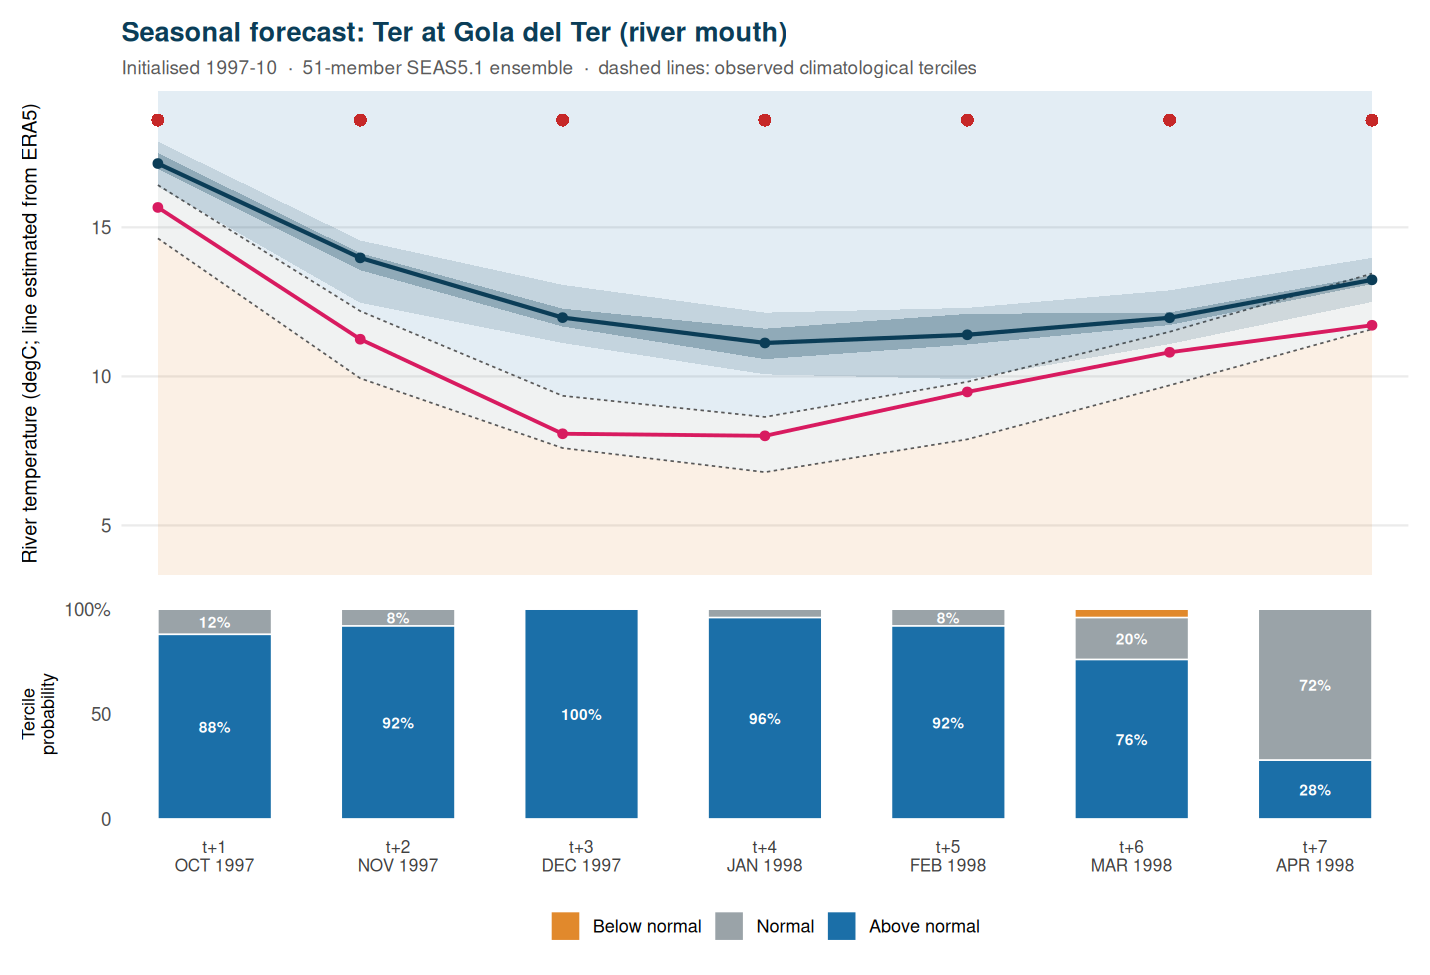 Seasonal forecast: Ter at Gola del Ter (river mouth)
Initialised 1997-10 · 51-member SEAS5.1 ensemble · dashed lines: observed climatological terciles
River temperature (degC; line estimated from ERA5)
15
10
5
Tercile
probability
100%
50
0
12%
88%
8%
92%
100%
96%
8%
92%
20%
76%
72%
28%
t+1
OCT 1997
t+2
NOV 1997
t+3
DEC 1997
t+4
JAN 1998
t+5
FEB 1998
t+6
MAR 1998
t+7
APR 1998
Below normal
Normal
Above normal